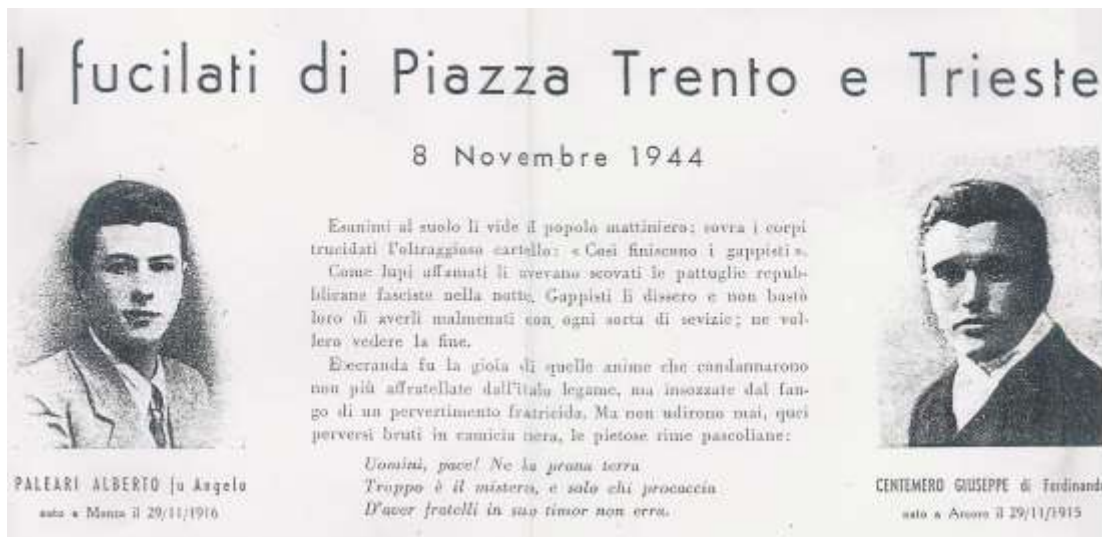 I fucilati di Piazza Trento e Trieste
8 Novembre 1944
Esanimi al suolo li vide il popolo mattiniero; sovra i corpi
trucidati l'oltraggioso cartello: « Così finiscono i gappisti ».
Come lupi affamati li avevano scovati le pattuglie repub-
blicane fasciste nella notte. Gappisti li dissero e non bastò
loro di averli malmenati con ogni sorta di sevizie; ne vol-
lero vedere la fine.
Esecranda fu la gioia di quelle anime che condannarono
non più affratellate dall'italo legame, ma insozzate dal fan-
go di un pervertimento fratricida. Ma non udirono mai, quei
perversi bruti in camicia nera, le pietose rime pascoliane:
Uomini, pace! Ne la prona terra
Troppo è il mistero, e solo chi procaccia
D'aver fratelli in suo timor non erra.
PALEARI ALBERTO fu Angelo
nato a Monza il 29/11/1916
CENTEMERO GIUSEPPE di Ferdinando
nato a Arcore il 29/11/1915